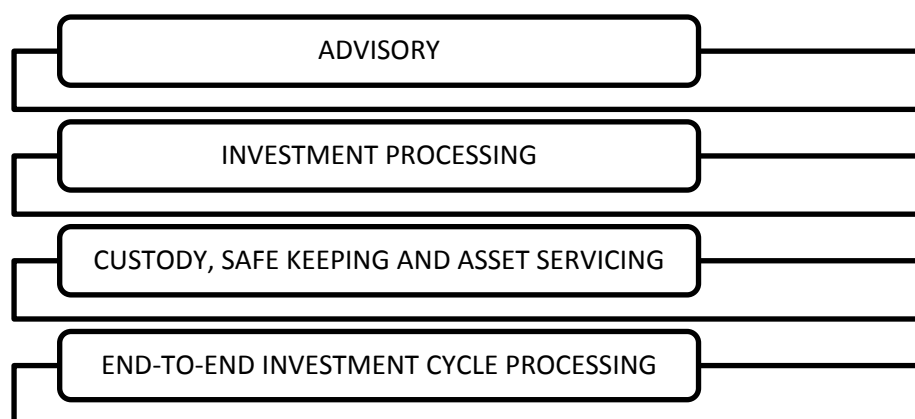 ADVISORY
INVESTMENT PROCESSING
CUSTODY, SAFE KEEPING AND ASSET SERVICING
END-TO-END INVESTMENT CYCLE PROCESSING